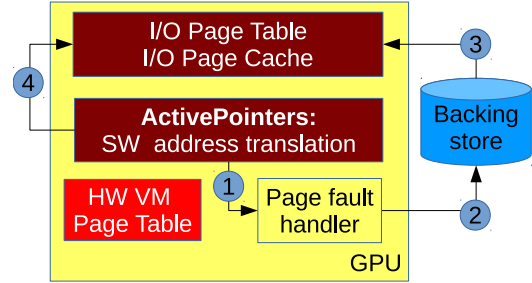 I/O Page Table
I/O Page Cache
3
4
ActivePointers:
SW address translation
Backing
store
1
HW VM
Page Table
Page fault
handler
2
GPU